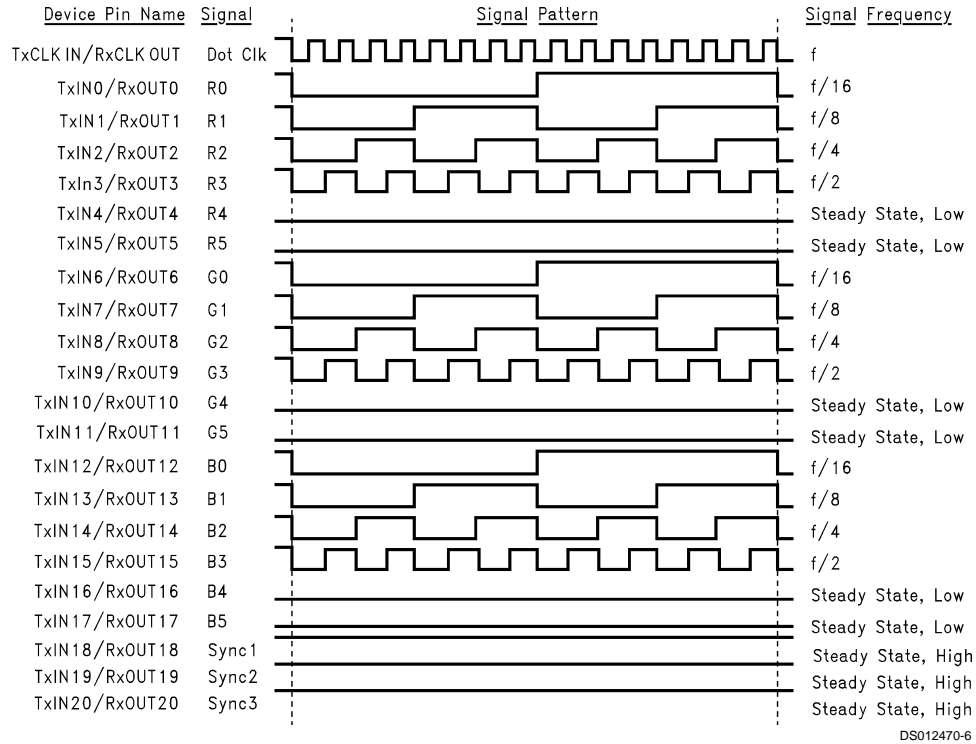 Device Pin Name Signal Signal Pattern Signal Frequency
TxCLK IN/RxCLK OUT Dot Clk f
TxIN0/RxOUT0 R0 f/16
TxIN1/RxOUT1 R1 f/8
TxIN2/RxOUT2 R2 f/4
TxIn3/RxOUT3 R3 f/2
TxIN4/RxOUT4 R4 Steady State, Low
TxIN5/RxOUT5 R5 Steady State, Low
TxIN6/RxOUT6 G0 f/16
TxIN7/RxOUT7 G1 f/8
TxIN8/RxOUT8 G2 f/4
TxIN9/RxOUT9 G3 f/2
TxIN10/RxOUT10 G4 Steady State, Low
TxIN11/RxOUT11 G5 Steady State, Low
TxIN12/RxOUT12 B0 f/16
TxIN13/RxOUT13 B1 f/8
TxIN14/RxOUT14 B2 f/4
TxIN15/RxOUT15 B3 f/2
TxIN16/RxOUT16 B4 Steady State, Low
TxIN17/RxOUT17 B5 Steady State, Low
TxIN18/RxOUT18 Sync1 Steady State, High
TxIN19/RxOUT19 Sync2 Steady State, High
TxIN20/RxOUT20 Sync3 Steady State, High
DS012470-6